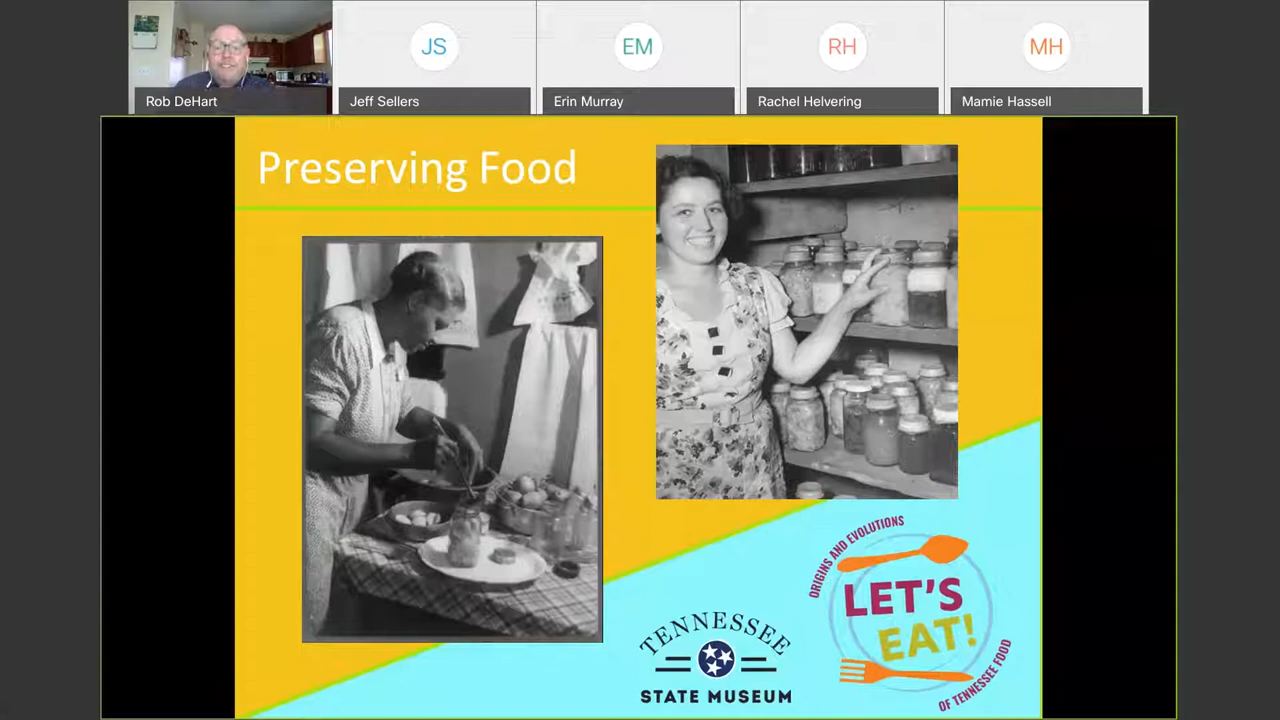 JS
EM
RH
MH
Rob DeHart
Jeff Sellers
Erin Murray
Rachel Helvering
Mamie Hassell
Preserving Food
ORIGINS AND EVOLUTIONS
LET'S
EAT!
OF TENNESSEE FOOD
TENNESSEE
STATE MUSEUM